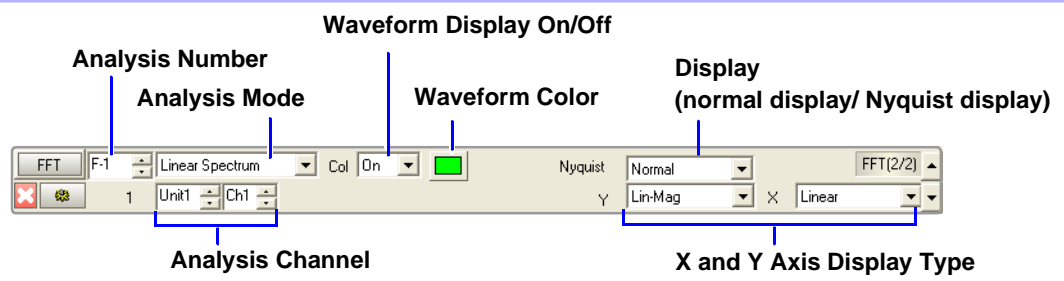 Waveform Display On/Off
Analysis Number
Display
(normal display/ Nyquist display)
Analysis Mode
Waveform Color
FFT F-1 Linear Spectrum Col On Nyquist Normal FFT(2/2)
1 Unit1 Ch1 Y Lin-Mag X Linear
Analysis Channel
X and Y Axis Display Type